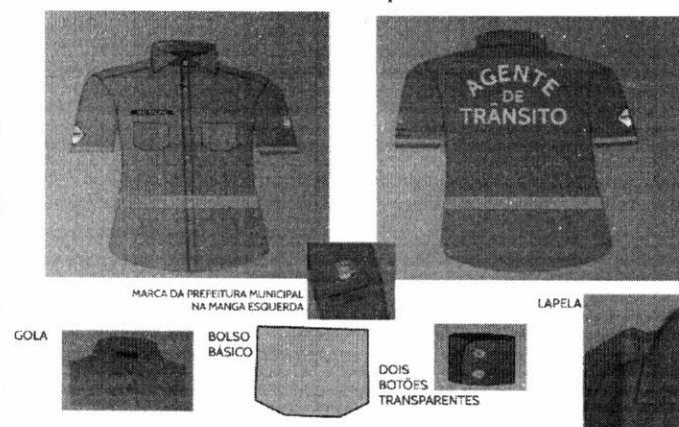 AGENTE
DE
TRÂNSITO
MARCA DA PREFEITURA MUNICIPAL
NA MANGA ESQUERDA
LAPELA
GOLA
BOLSO
BÁSICO
DOIS
BOTÕES
TRANSPARENTES